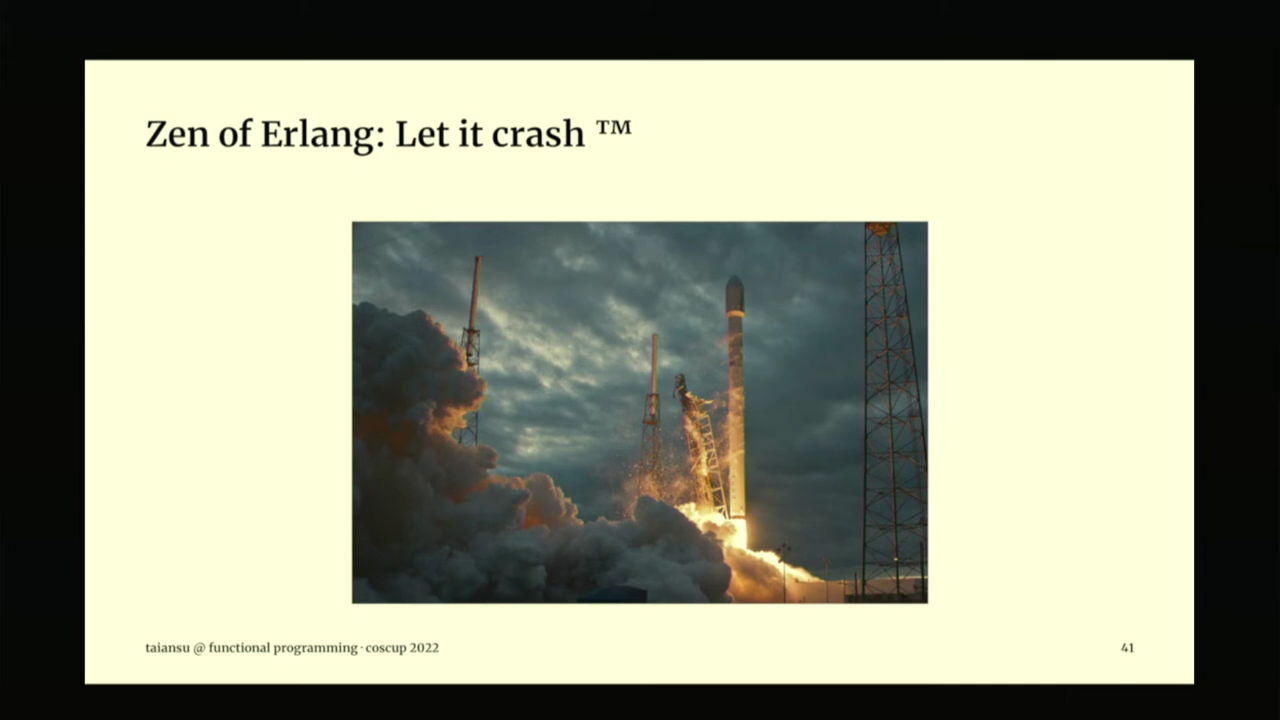 Zen of Erlang: Let it crash ™
taiansu @ functional programming · coscup 2022
41